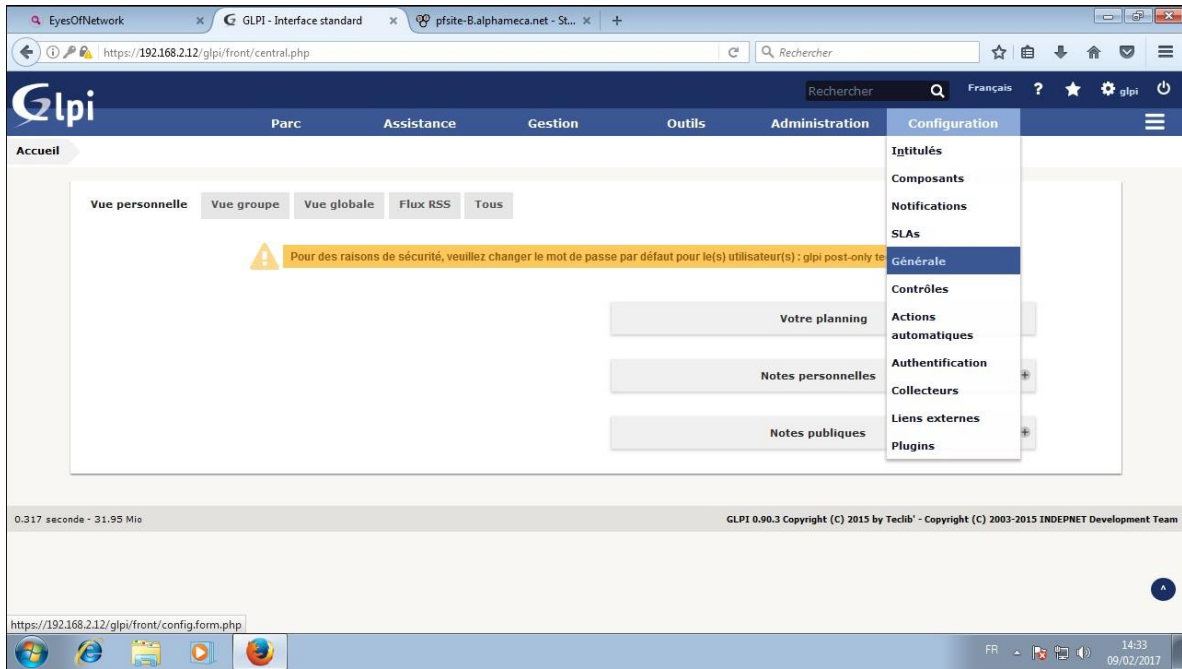 EyesOfNetwork
GLPI - Interface standard
pfsite-B.alphameca.net - St...
https://192.168.2.12/glpi/front/central.php
Rechercher
Glpi
Rechercher
Français
?
glpi
Parc
Assistance
Gestion
Outils
Administration
Configuration
Accueil
Intitulés
Composants
Notifications
SLAs
Générale
Contrôles
Actions
automatiques
Authentification
Collecteurs
Liens externes
Plugins
Vue personnelle
Vue groupe
Vue globale
Flux RSS
Tous
Pour des raisons de sécurité, veuillez changer le mot de passe par défaut pour le(s) utilisateur(s) : glpi post-only te
Votre planning
Notes personnelles
Notes publiques
0.317 seconde - 31.95 Mio
GLPI 0.90.3 Copyright (C) 2015 by Teclib' - Copyright (C) 2003-2015 INDEPNET Development Team
https://192.168.2.12/glpi/front/config.form.php
FR
14:33
09/02/2017